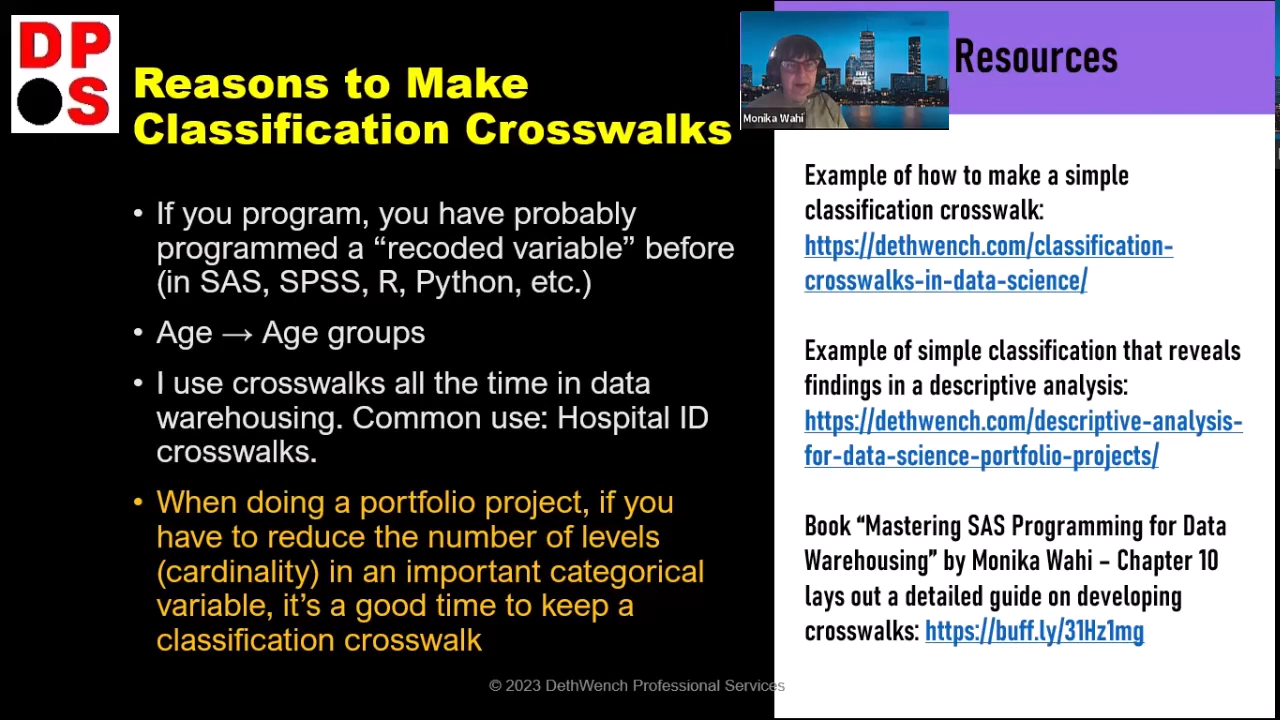 DP
S
Reasons to Make
Classification Crosswalks
• If you program, you have probably
programmed a “recoded variable” before
(in SAS, SPSS, R, Python, etc.)
• Age → Age groups
• I use crosswalks all the time in data
warehousing. Common use: Hospital ID
crosswalks.
• When doing a portfolio project, if you
have to reduce the number of levels
(cardinality) in an important categorical
variable, it’s a good time to keep a
classification crosswalk
Monika Wahi
Resources
Example of how to make a simple
classification crosswalk:
https://dethwench.com/classification-
crosswalks-in-data-science/
Example of simple classification that reveals
findings in a descriptive analysis:
https://dethwench.com/descriptive-analysis-
for-data-science-portfolio-projects/
Book “Mastering SAS Programming for Data
Warehousing” by Monika Wahi – Chapter 10
lays out a detailed guide on developing
crosswalks: https://buff.ly/31Hz1mg
© 2023 DethWench Professional Services